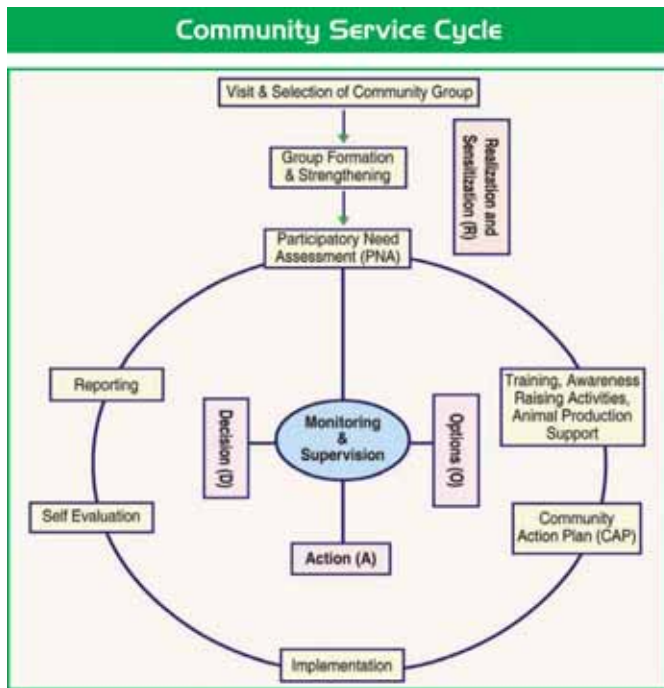 Community Service Cycle
Visit & Selection of Community Group
Realization and
Sensitization (R)
Group Formation
& Strengthening
Participatory Need
Assessment (PNA)
Reporting
Training, Awareness
Raising Activities,
Animal Production
Support
Decision (D)
Monitoring
&
Supervision
Options (O)
Self Evaluation
Community
Action Plan (CAP)
Action (A)
Implementation